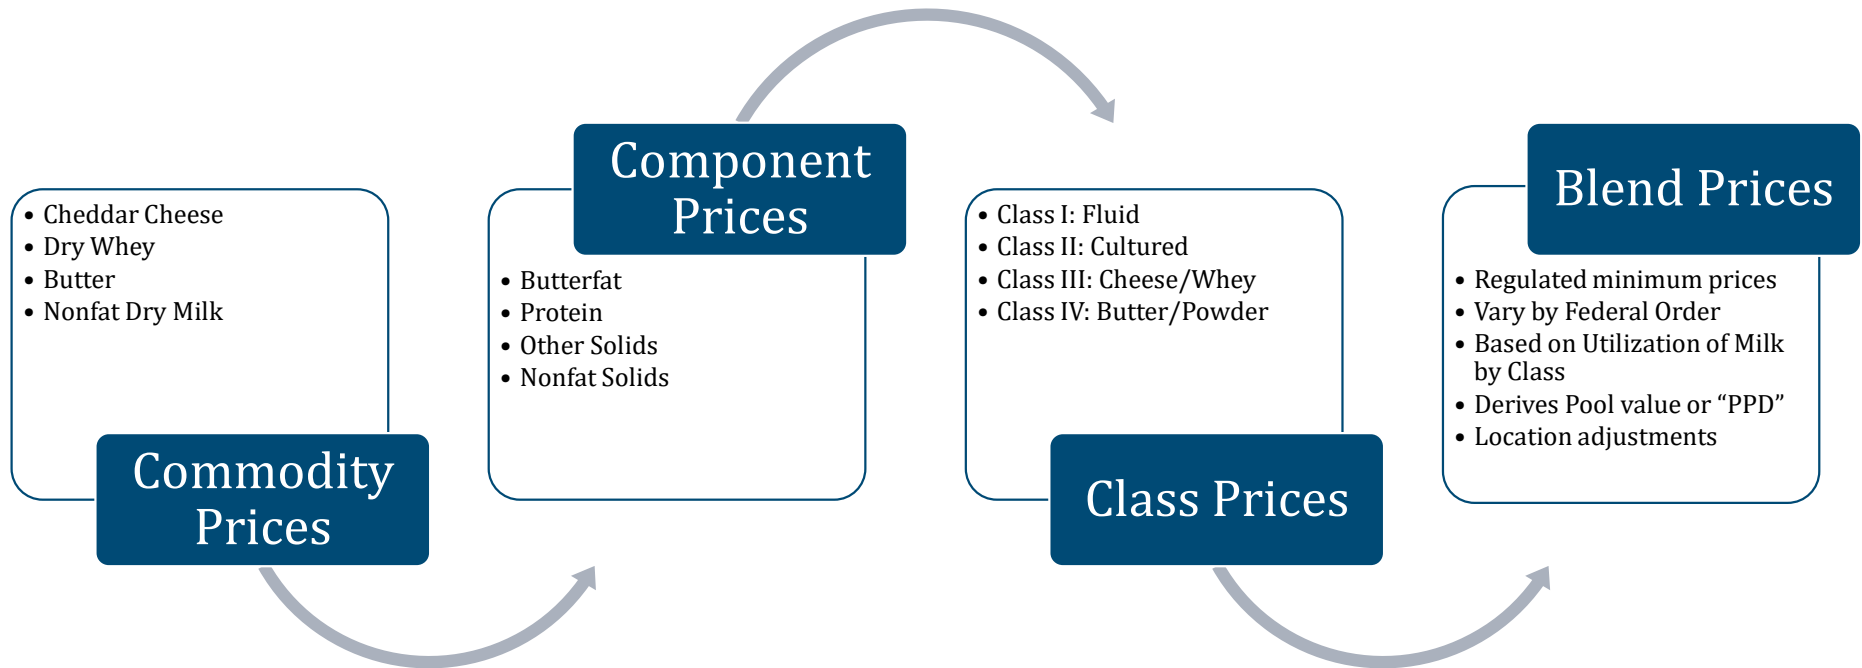 • Cheddar Cheese
• Dry Whey
• Butter
• Nonfat Dry Milk
Commodity
Prices
Component
Prices
• Butterfat
• Protein
• Other Solids
• Nonfat Solids
• Class I: Fluid
• Class II: Cultured
• Class III: Cheese/Whey
• Class IV: Butter/Powder
Class Prices
Blend Prices
• Regulated minimum prices
• Vary by Federal Order
• Based on Utilization of Milk
by Class
• Derives Pool value or “PPD”
• Location adjustments